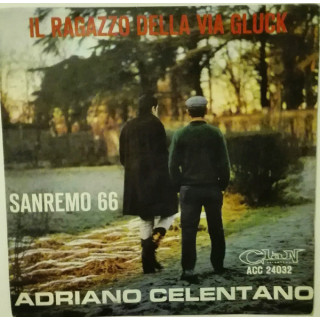 IL RAGAZZO DELLA VIA GLUCK
SANREMO 66
CLAN
ACC 24032
ADRIANO CELENTANO